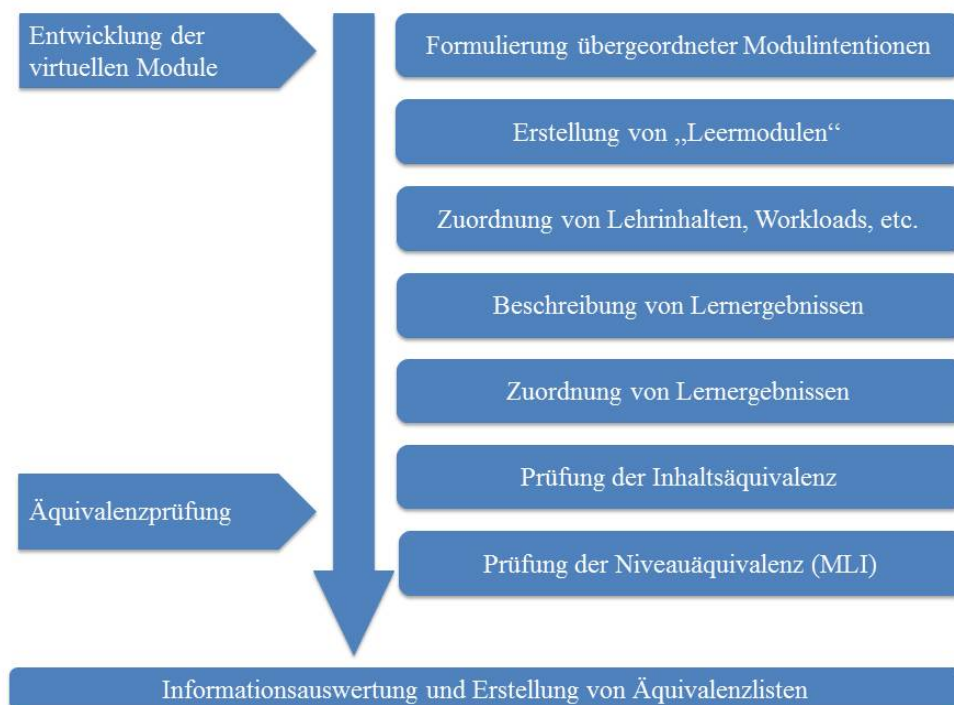 Entwicklung der
virtuellen Module
Formulierung übergeordneter Modulintentionen
Erstellung von „Leermodulen“
Zuordnung von Lehrinhalten, Workloads, etc.
Beschreibung von Lernergebnissen
Zuordnung von Lernergebnissen
Äquivalenzprüfung
Prüfung der Inhaltsäquivalenz
Prüfung der Niveauäquivalenz (MLI)
Informationsauswertung und Erstellung von Äquivalenzlisten